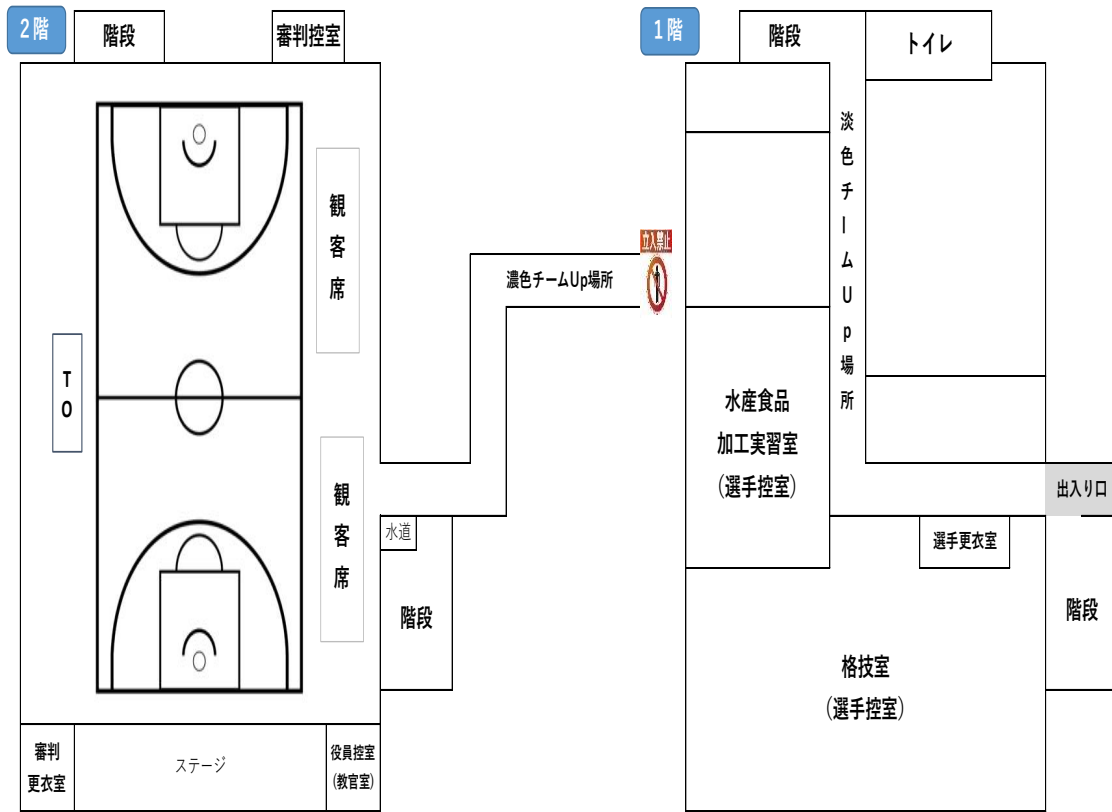 2階
階段
審判控室
観客席
TO
観客席
濃色チームUp場所
立入禁止
水道
階段
審判
更衣室
ステージ
役員控室
(教官室)
1階
階段
トイレ
淡色チームUp場所
水産食品
加工実習室
(選手控室)
出入り口
選手更衣室
階段
格技室
(選手控室)